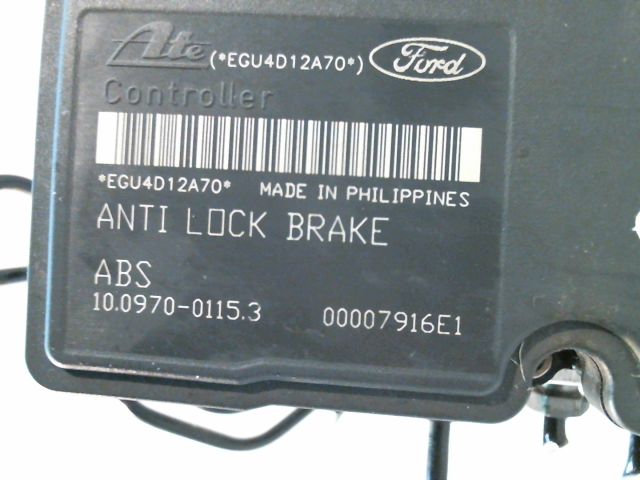 Ate (*EGU4D12A70*) Ford
Controller
*EGU4D12A70* MADE IN PHILIPPINES
ANTI LOCK BRAKE
ABS
10.0970-0115.3 00007916E1